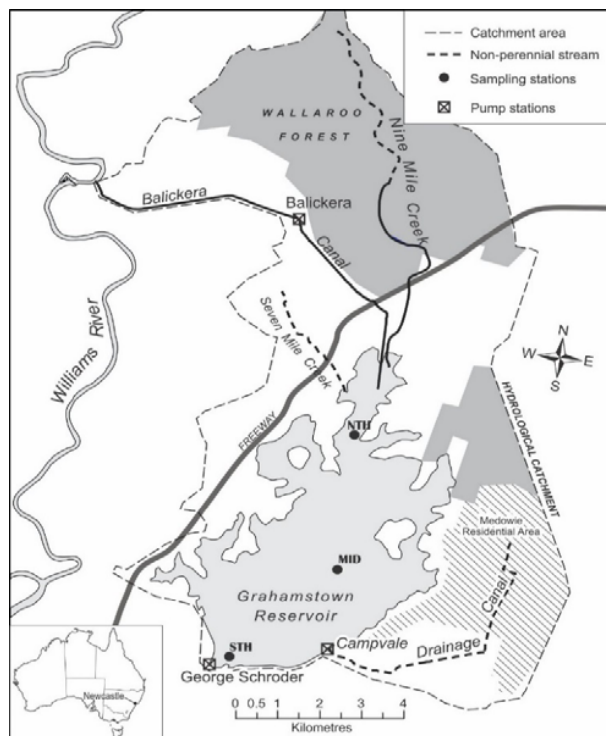 Catchment area
Non-perennial stream
Sampling stations
Pump stations
WALLAROO
FOREST
Nine Mile Creek
Balickera
Balickera
Canal
Williams River
Seven Mile Creek
N
W E
S
FREEWAY
NTH
HYDROLOGICAL CATCHMENT
Medowie
Residential Area
MID
Grahamstown
Reservoir
Canal
STH
Campvale
Drainage
George Schroder
Newcastle
0 0.5 1 2 4
Kilometres